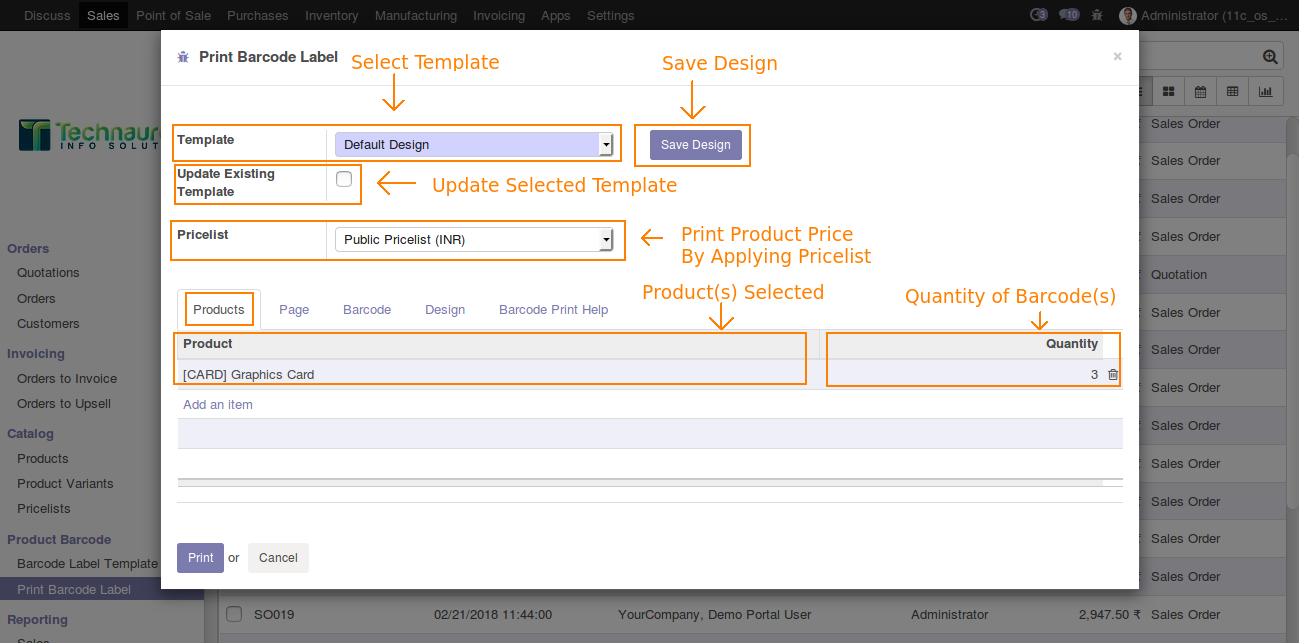 Discuss Sales Point of Sale Purchases Inventory Manufacturing Invoicing Apps Settings 3 10 Administrator (11c_os_...
Print Barcode Label
Select Template
Save Design
×
Template
Default Design
Save Design
Update Existing
Template
Update Selected Template
Pricelist
Public Pricelist (INR)
Print Product Price
By Applying Pricelist
Product(s) Selected
Quantity of Barcode(s)
Products Page Barcode Design Barcode Print Help
Product Quantity
[CARD] Graphics Card 3
Add an item
Print or Cancel
Technaur
INFO SOLUT
Orders
Quotations
Orders
Customers
Invoicing
Orders to Invoice
Orders to Upsell
Catalog
Products
Product Variants
Pricelists
Product Barcode
Barcode Label Template
Print Barcode Label
Reporting
Sales
Sales Order
Sales Order
Sales Order
Sales Order
Quotation
Sales Order
Sales Order
Sales Order
Sales Order
Sales Order
Sales Order
Sales Order
Sales Order
SO019 02/21/2018 11:44:00 YourCompany, Demo Portal User Administrator 2,947.50 ₹ Sales Order